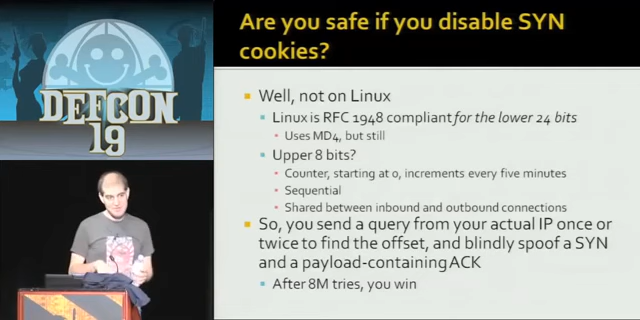 Are you safe if you disable SYN
cookies?
DEFCON
19
Well, not on Linux
Linux is RFC 1948 compliant for the lower 24 bits
Uses MD4, but still
Upper 8 bits?
Counter, starting at 0, increments every five minutes
Sequential
Shared between inbound and outbound connections
So, you send a query from your actual IP once or
twice to find the offset, and blindly spoof a SYN
and a payload-containing ACK
After 8M tries, you win